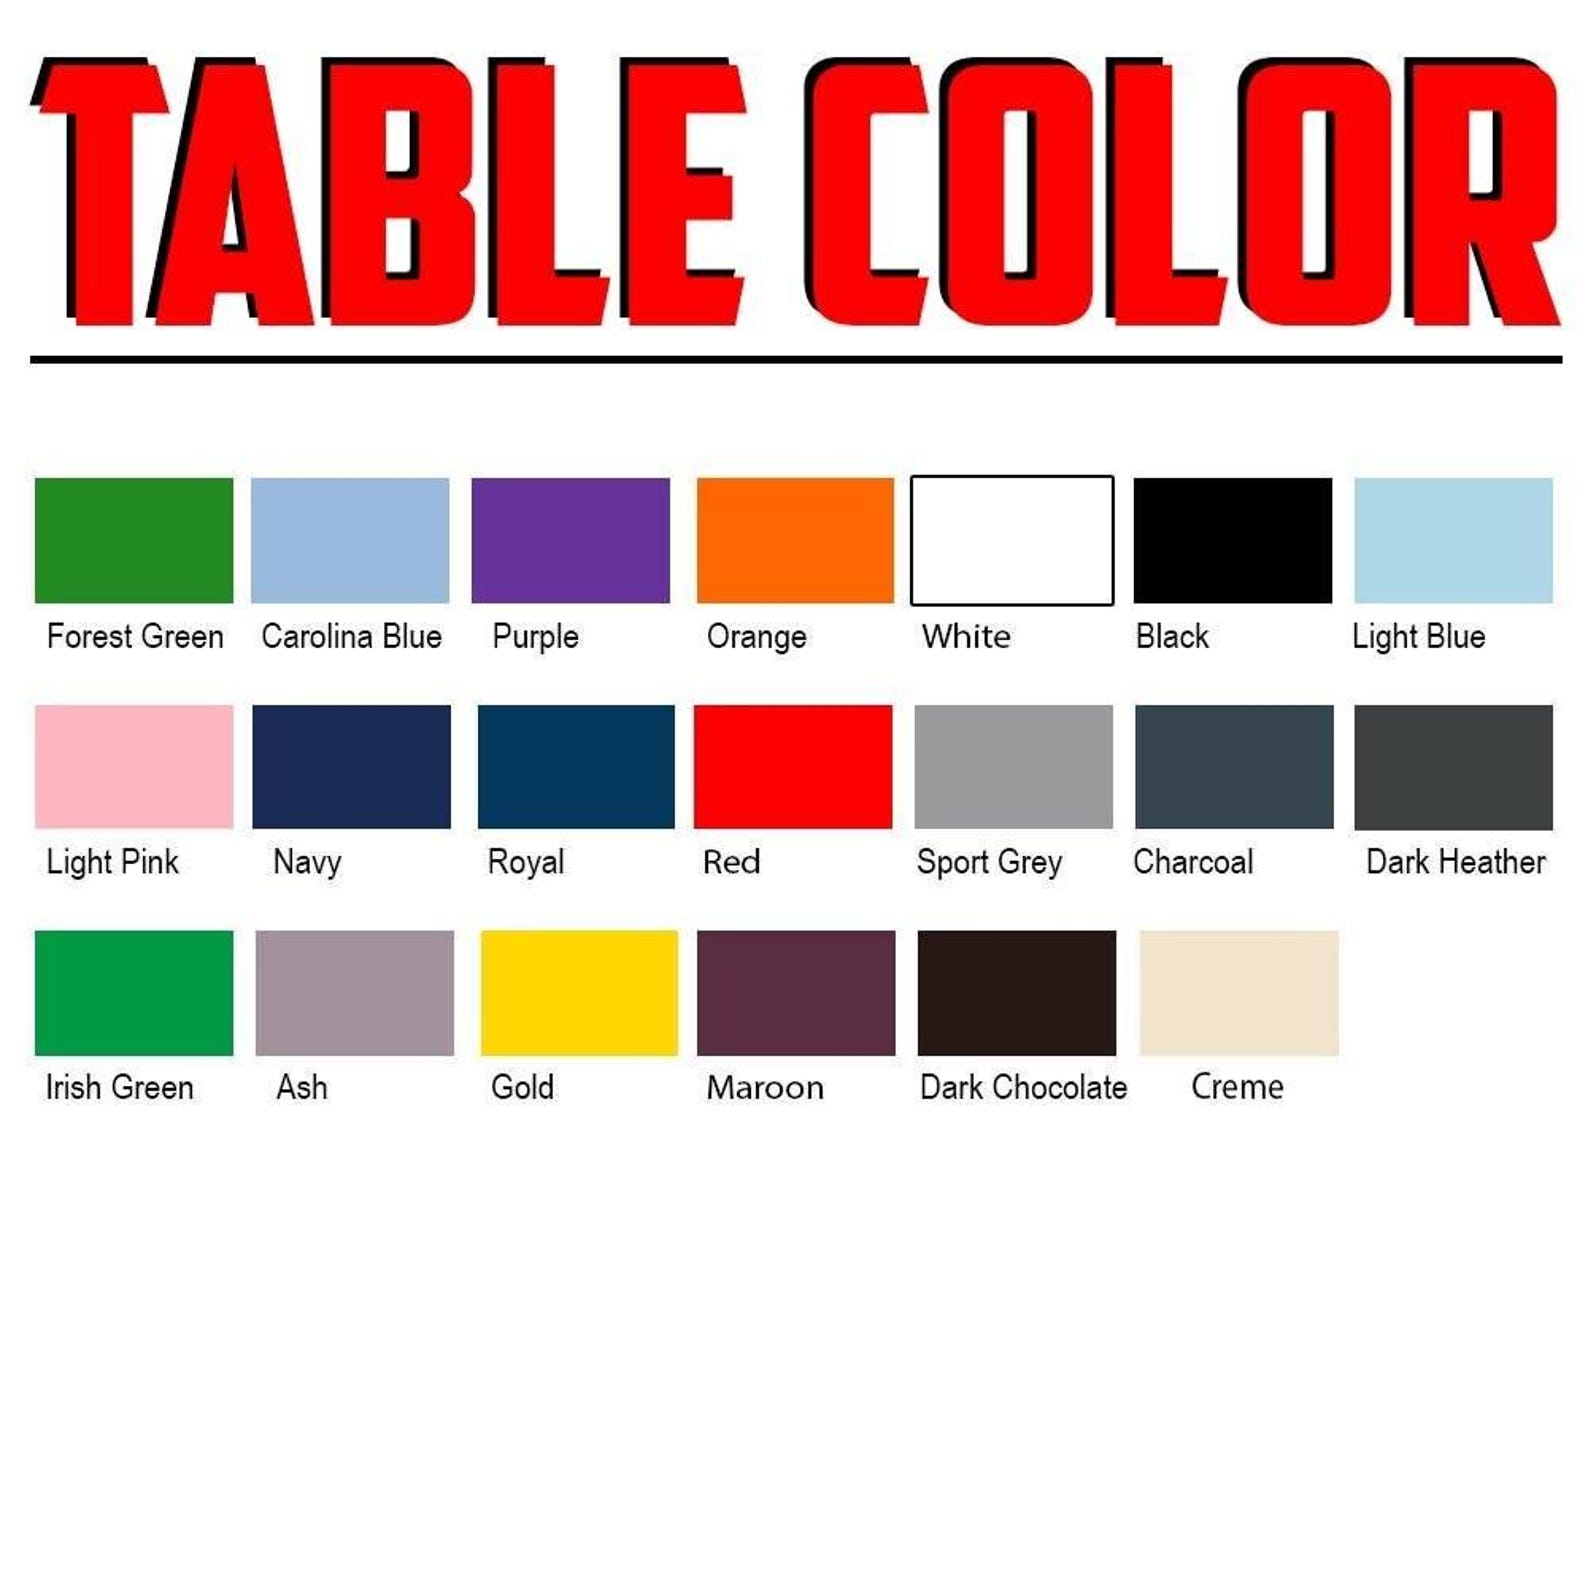 TABLE COLOR
Forest Green Carolina Blue Purple Orange White Black Light Blue
Light Pink Navy Royal Red Sport Grey Charcoal Dark Heather
Irish Green Ash Gold Maroon Dark Chocolate Creme